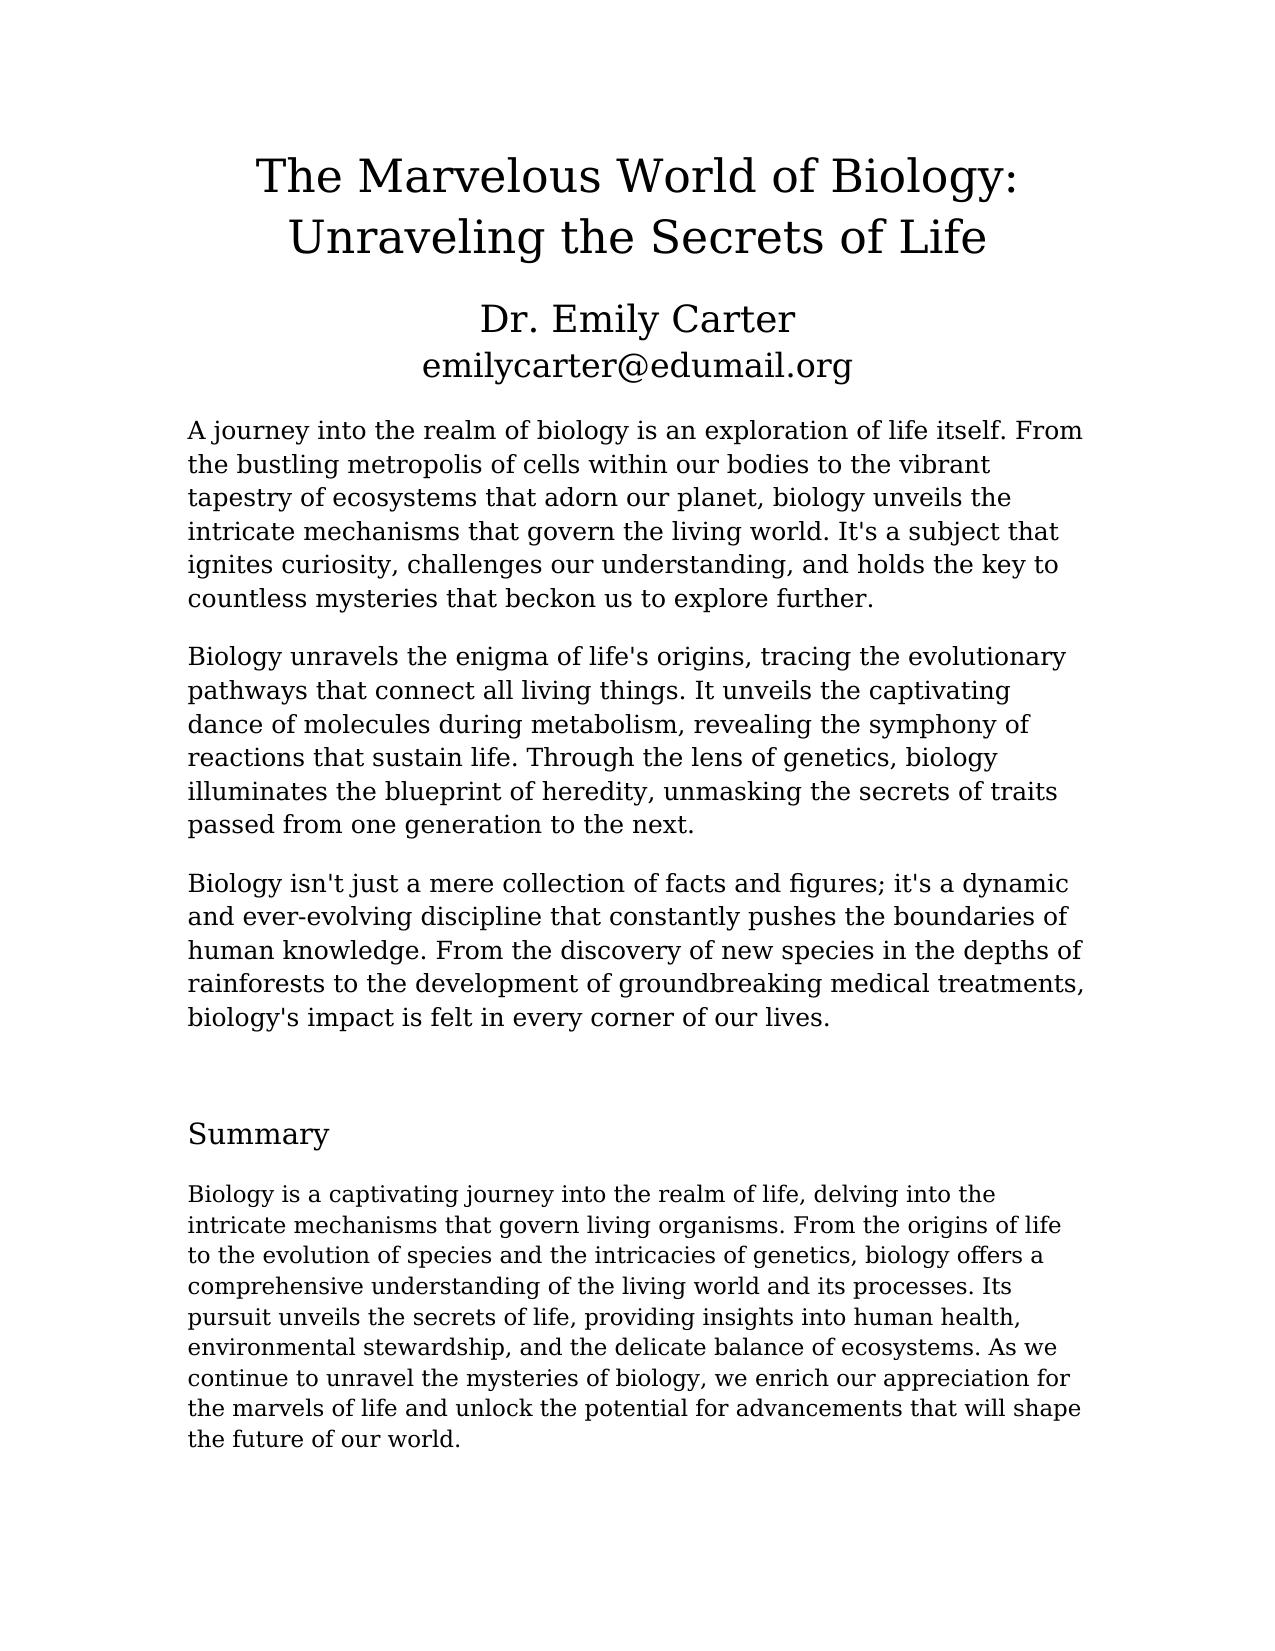 The Marvelous World of Biology:
Unraveling the Secrets of Life
Dr. Emily Carter
emilycarter@edumail.org
A journey into the realm of biology is an exploration of life itself. From
the bustling metropolis of cells within our bodies to the vibrant
tapestry of ecosystems that adorn our planet, biology unveils the
intricate mechanisms that govern the living world. It's a subject that
ignites curiosity, challenges our understanding, and holds the key to
countless mysteries that beckon us to explore further.
Biology unravels the enigma of life's origins, tracing the evolutionary
pathways that connect all living things. It unveils the captivating
dance of molecules during metabolism, revealing the symphony of
reactions that sustain life. Through the lens of genetics, biology
illuminates the blueprint of heredity, unmasking the secrets of traits
passed from one generation to the next.
Biology isn't just a mere collection of facts and figures; it's a dynamic
and ever-evolving discipline that constantly pushes the boundaries of
human knowledge. From the discovery of new species in the depths of
rainforests to the development of groundbreaking medical treatments,
biology's impact is felt in every corner of our lives.
Summary
Biology is a captivating journey into the realm of life, delving into the
intricate mechanisms that govern living organisms. From the origins of life
to the evolution of species and the intricacies of genetics, biology offers a
comprehensive understanding of the living world and its processes. Its
pursuit unveils the secrets of life, providing insights into human health,
environmental stewardship, and the delicate balance of ecosystems. As we
continue to unravel the mysteries of biology, we enrich our appreciation for
the marvels of life and unlock the potential for advancements that will shape
the future of our world.